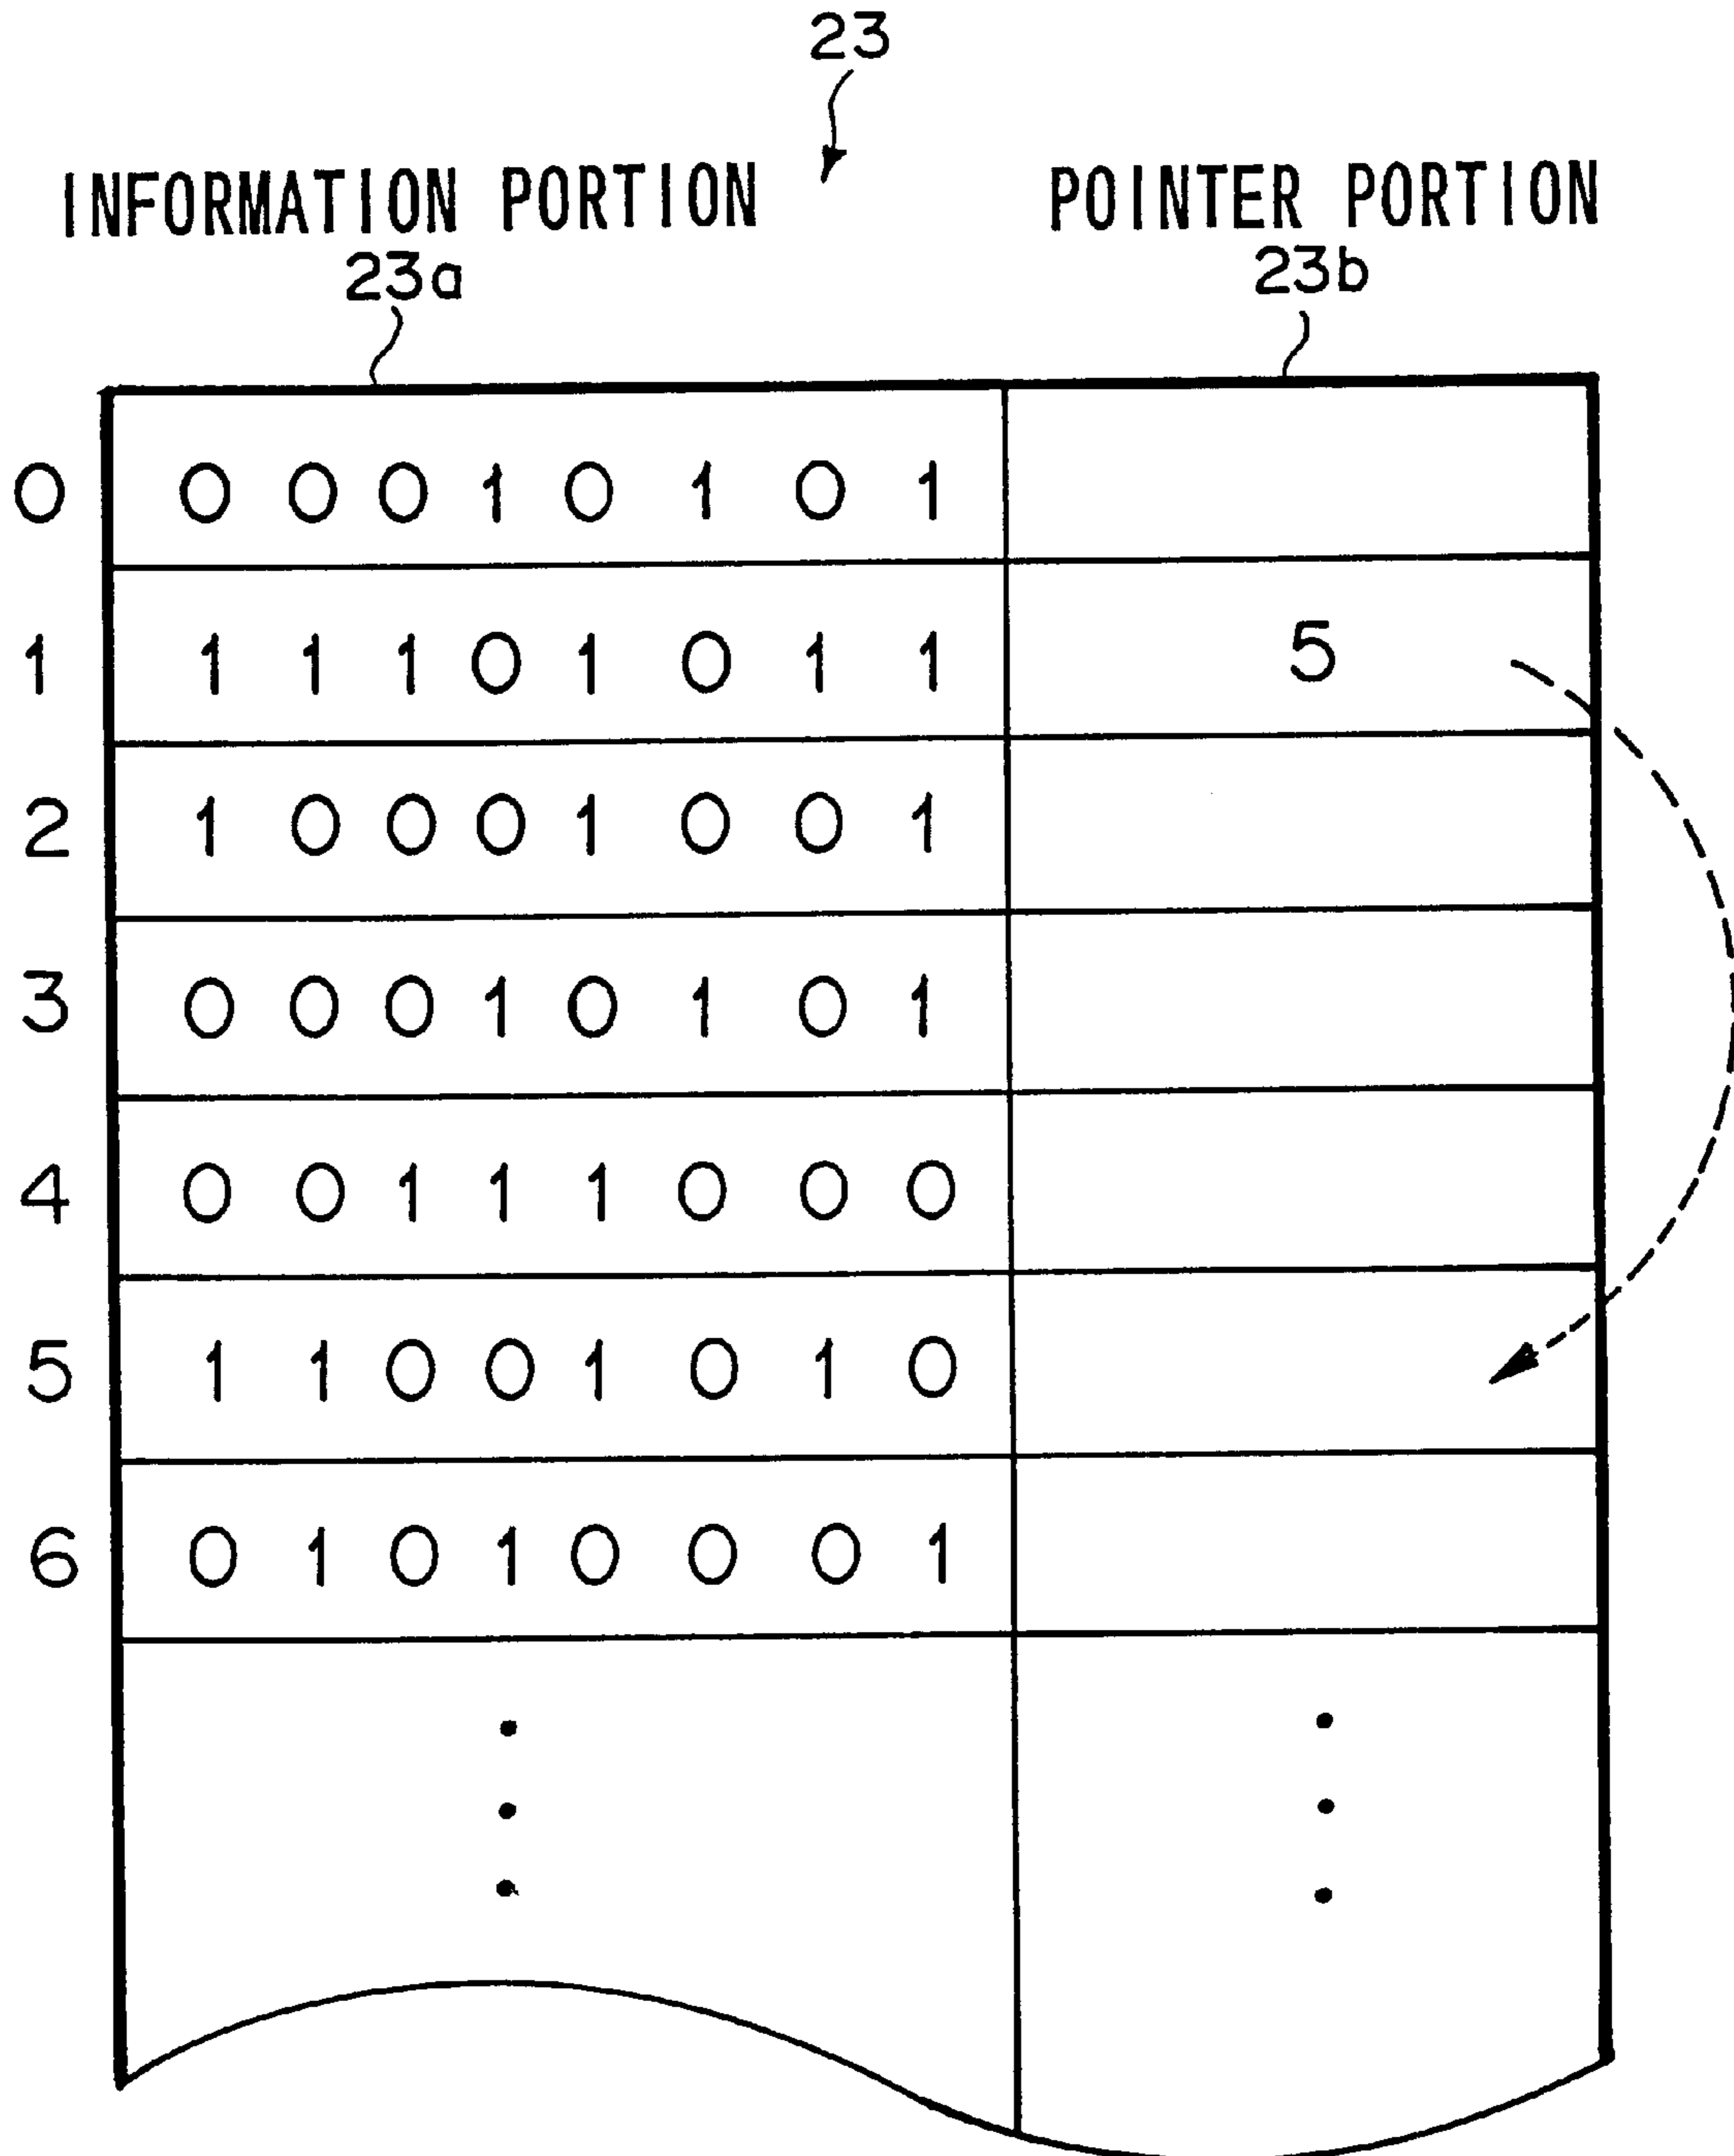 23
INFORMATION PORTION POINTER PORTION
23a 23b
0 0 0 0 1 0 1 0 1
1 1 1 1 0 1 0 1 1 5
2 1 0 0 0 1 0 0 1
3 0 0 0 1 0 1 0 1
4 0 0 1 1 1 0 0 0
5 1 1 0 0 1 0 1 0
6 0 1 0 1 0 0 0 1